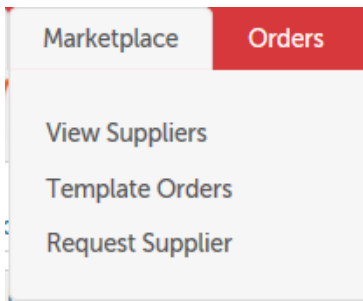 Marketplace Orders
View Suppliers
Template Orders
Request Supplier